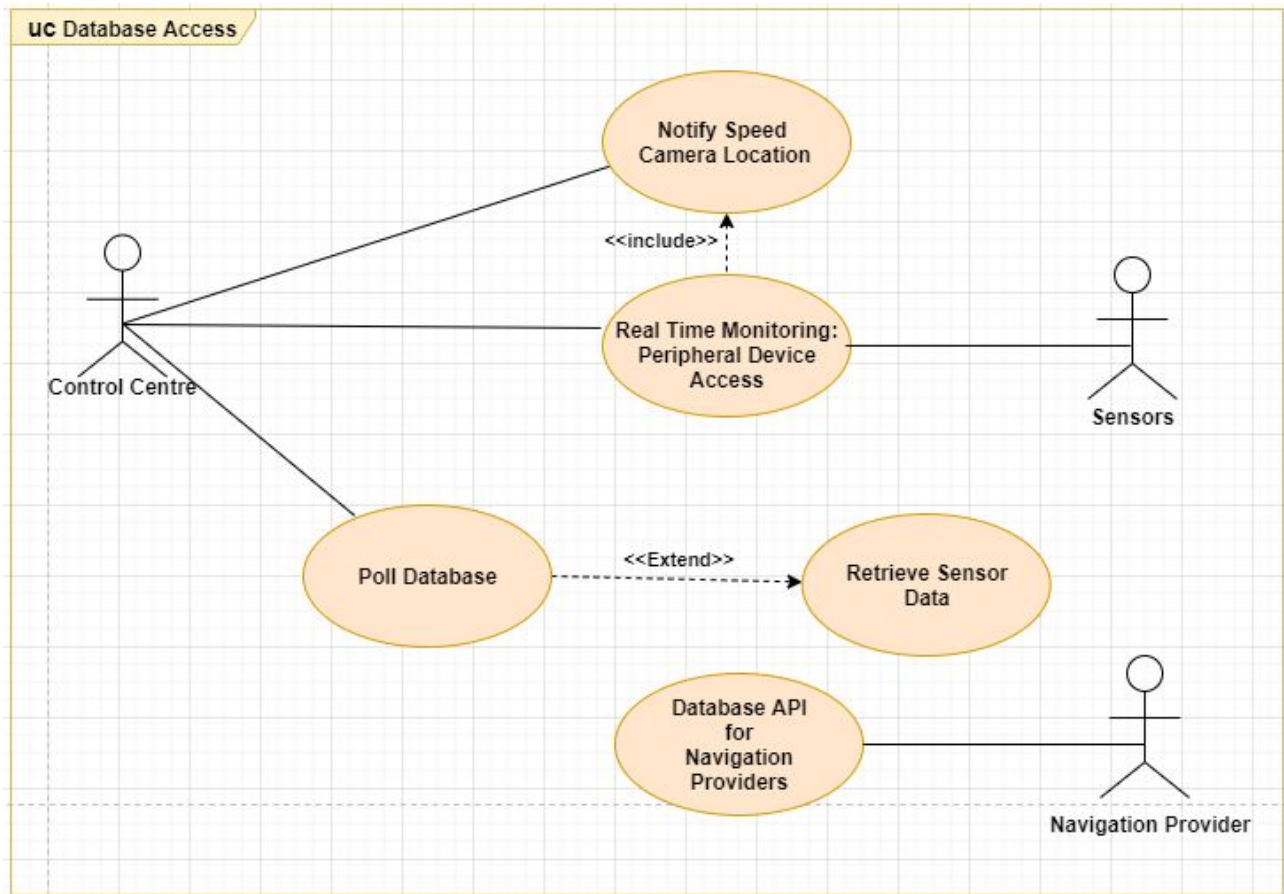 uc Database Access
Notify Speed
Camera Location
<<include>>
Control Centre
Real Time Monitoring:
Peripheral Device
Access
Sensors
Poll Database
<<Extend>>
Retrieve Sensor
Data
Database API
for
Navigation
Providers
Navigation Provider